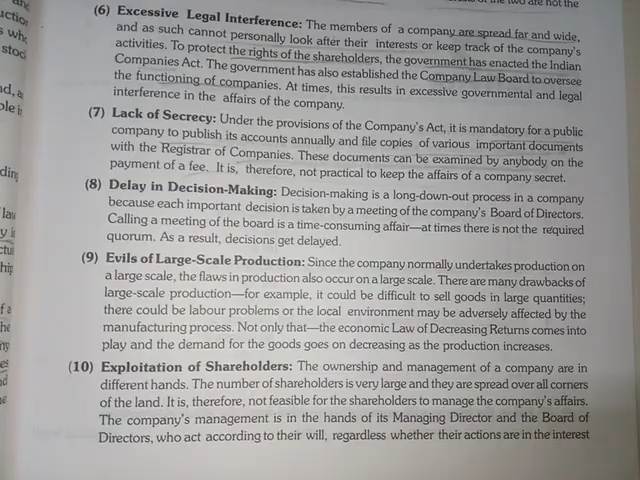 of the two are not the
(6) Excessive Legal Interference: The members of a company are spread far and wide,
and as such cannot personally look after their interests or keep track of the company's
activities. To protect the rights of the shareholders, the government has enacted the Indian
Companies Act. The government has also established the Company Law Board to oversee
the functioning of companies. At times, this results in excessive governmental and legal
interference in the affairs of the company.
(7) Lack of Secrecy: Under the provisions of the Company's Act, it is mandatory for a public
company to publish its accounts annually and file copies of various important documents
with the Registrar of Companies. These documents can be examined by anybody on the
payment of a fee. It is, therefore, not practical to keep the affairs of a company secret.
(8) Delay in Decision-Making: Decision-making is a long-down-out process in a company
because each important decision is taken by a meeting of the company's Board of Directors.
Calling a meeting of the board is a time-consuming affair—at times there is not the required
quorum. As a result, decisions get delayed.
(9) Evils of Large-Scale Production: Since the company normally undertakes production on
a large scale, the flaws in production also occur on a large scale. There are many drawbacks of
large-scale production—for example, it could be difficult to sell goods in large quantities;
there could be labour problems or the local environment may be adversely affected by the
manufacturing process. Not only that—the economic Law of Decreasing Returns comes into
play and the demand for the goods goes on decreasing as the production increases.
(10) Exploitation of Shareholders: The ownership and management of a company are in
different hands. The number of shareholders is very large and they are spread over all corners
of the land. It is, therefore, not feasible for the shareholders to manage the company's affairs.
The company's management is in the hands of its Managing Director and the Board of
Directors, who act according to their will, regardless whether their actions are in the interest